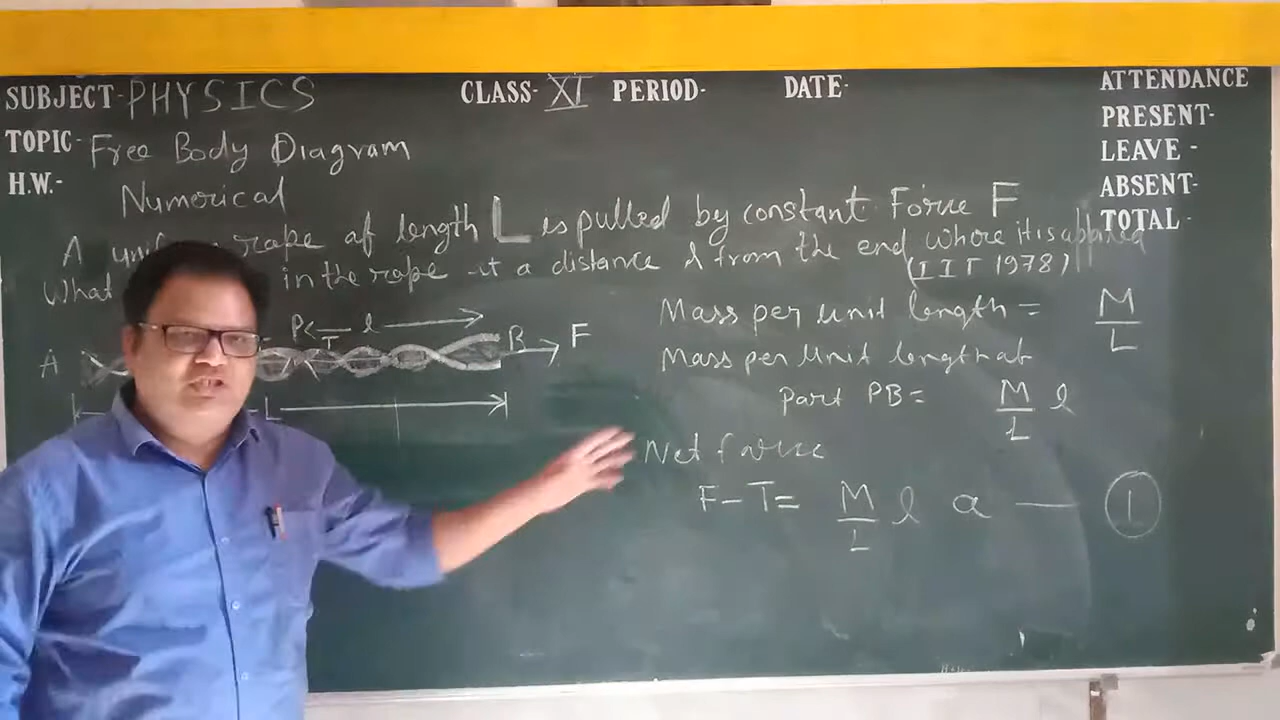 SUBJECT- PHYSICS CLASS- XI PERIOD- DATE- ATTENDANCE
PRESENT-
TOPIC- Free Body Diagram LEAVE -
H.W.- ABSENT-
Numerical TOTAL -
A rope of length L is pulled by constant Force F
What in the rope at a distance l from the end where it is applied
(IIT 1978)
P l
T
A B F
L
Mass per unit length = M/L
Mass per Unit length at
part PB = M/L l
Net force
F-T= M/L l a — 1